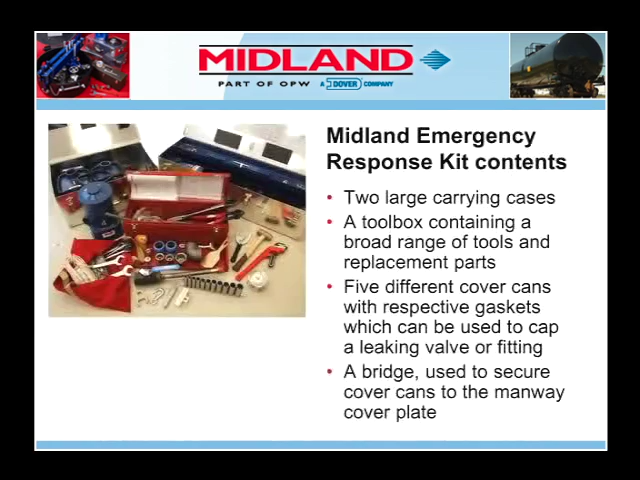 MIDLAND
PART OF OPW A DOVER COMPANY
Midland Emergency
Response Kit contents
• Two large carrying cases
• A toolbox containing a
broad range of tools and
replacement parts
• Five different cover cans
with respective gaskets
which can be used to cap
a leaking valve or fitting
• A bridge, used to secure
cover cans to the manway
cover plate